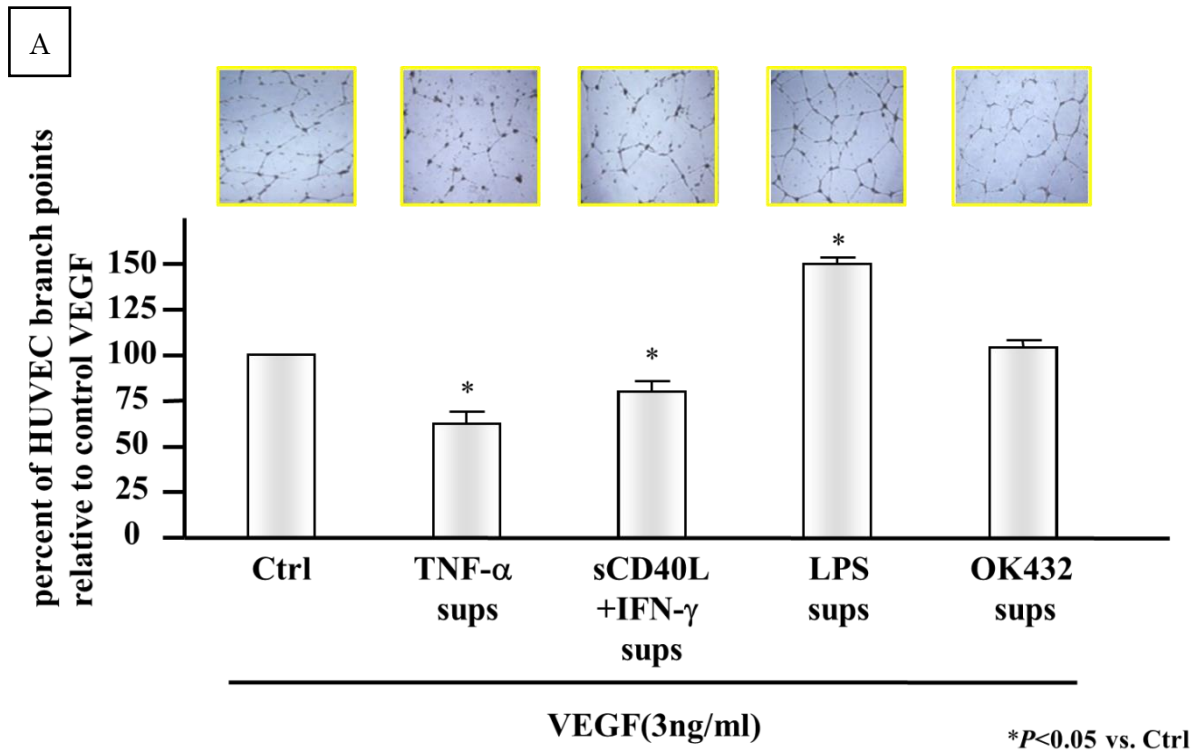 A
percent of HUVEC branch points
relative to control VEGF
150
125
100
75
50
25
0
*
*
*
Ctrl
TNF-α
sups
sCD40L
+IFN-γ
sups
LPS
sups
OK432
sups
VEGF(3ng/ml)
*P<0.05 vs. Ctrl